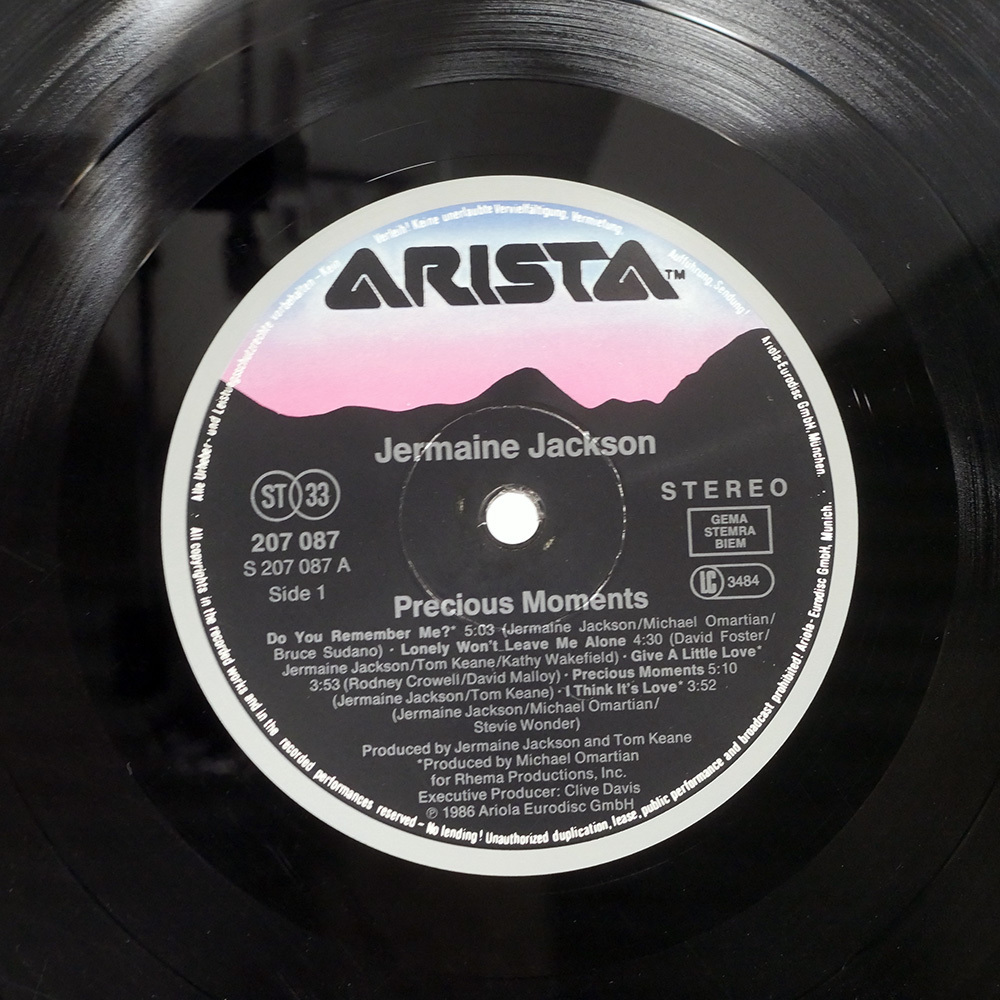 Alle Urheber- und Leistungsschutzrechte vorbehalten - Kein Verleih! Keine unerlaubte Vervielfältigung, Vermietung, Aufführung, Sendung!
ARISTA™
Jermaine Jackson
ST 33
STEREO
207 087
GEMA
STEMRA
BIEM
S 207 087 A
LC 3484
Side 1
Precious Moments
Do You Remember Me?* 5:03 (Jermaine Jackson/Michael Omartian/
Bruce Sudano) · Lonely Won't Leave Me Alone 4:30 (David Foster/
Jermaine Jackson/Tom Keane/Kathy Wakefield) · Give A Little Love*
3:53 (Rodney Crowell/David Malloy) · Precious Moments 5:10
(Jermaine Jackson/Tom Keane) · I Think It's Love* 3:52
(Jermaine Jackson/Michael Omartian/
Stevie Wonder)
Produced by Jermaine Jackson and Tom Keane
*Produced by Michael Omartian
for Rhema Productions, Inc.
Executive Producer: Clive Davis
℗ 1986 Ariola Eurodisc GmbH
Ariola-Eurodisc GmbH, München.
All copyrights in the recorded works and in the recorded performances reserved - No lending! Unauthorized duplication, lease, public performance and broadcast prohibited! Ariola-Eurodisc GmbH, Munich.